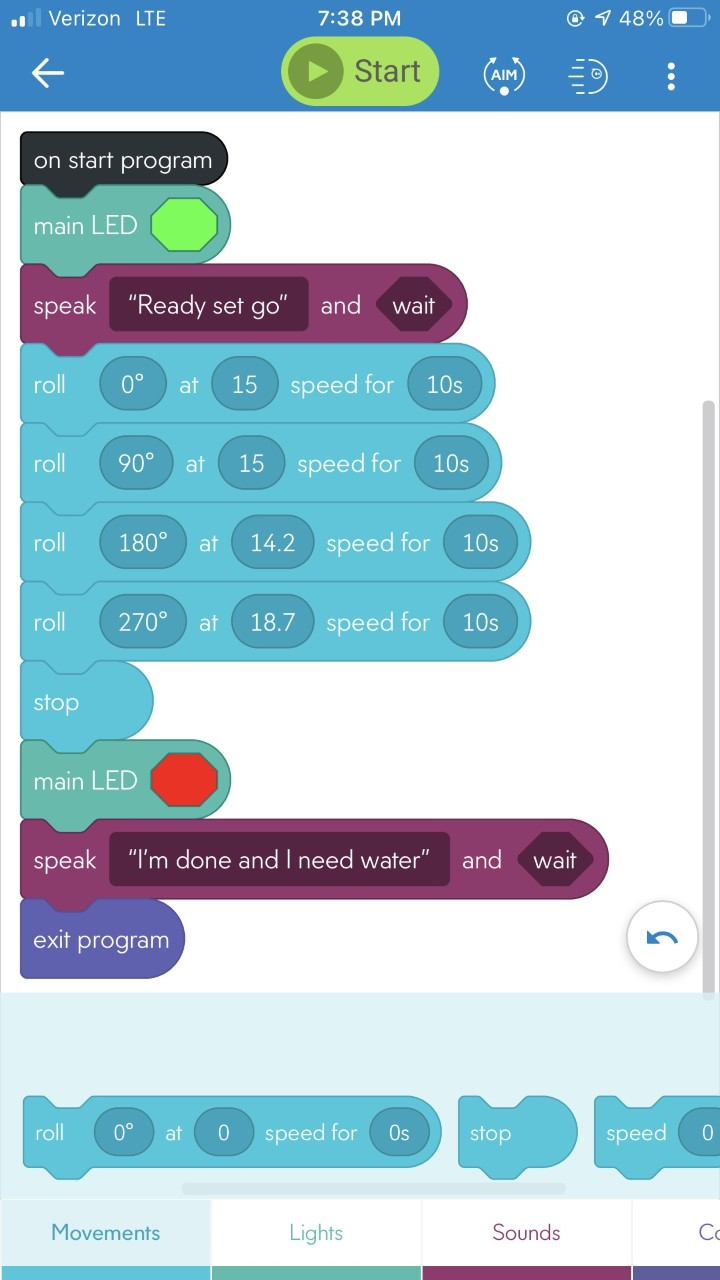 Verizon LTE 7:38 PM 48%
Start AIM
on start program
main LED
speak “Ready set go” and wait
roll 0° at 15 speed for 10s
roll 90° at 15 speed for 10s
roll 180° at 14.2 speed for 10s
roll 270° at 18.7 speed for 10s
stop
main LED
speak “I'm done and I need water” and wait
exit program
roll 0° at 0 speed for 0s stop speed 0
Movements Lights Sounds